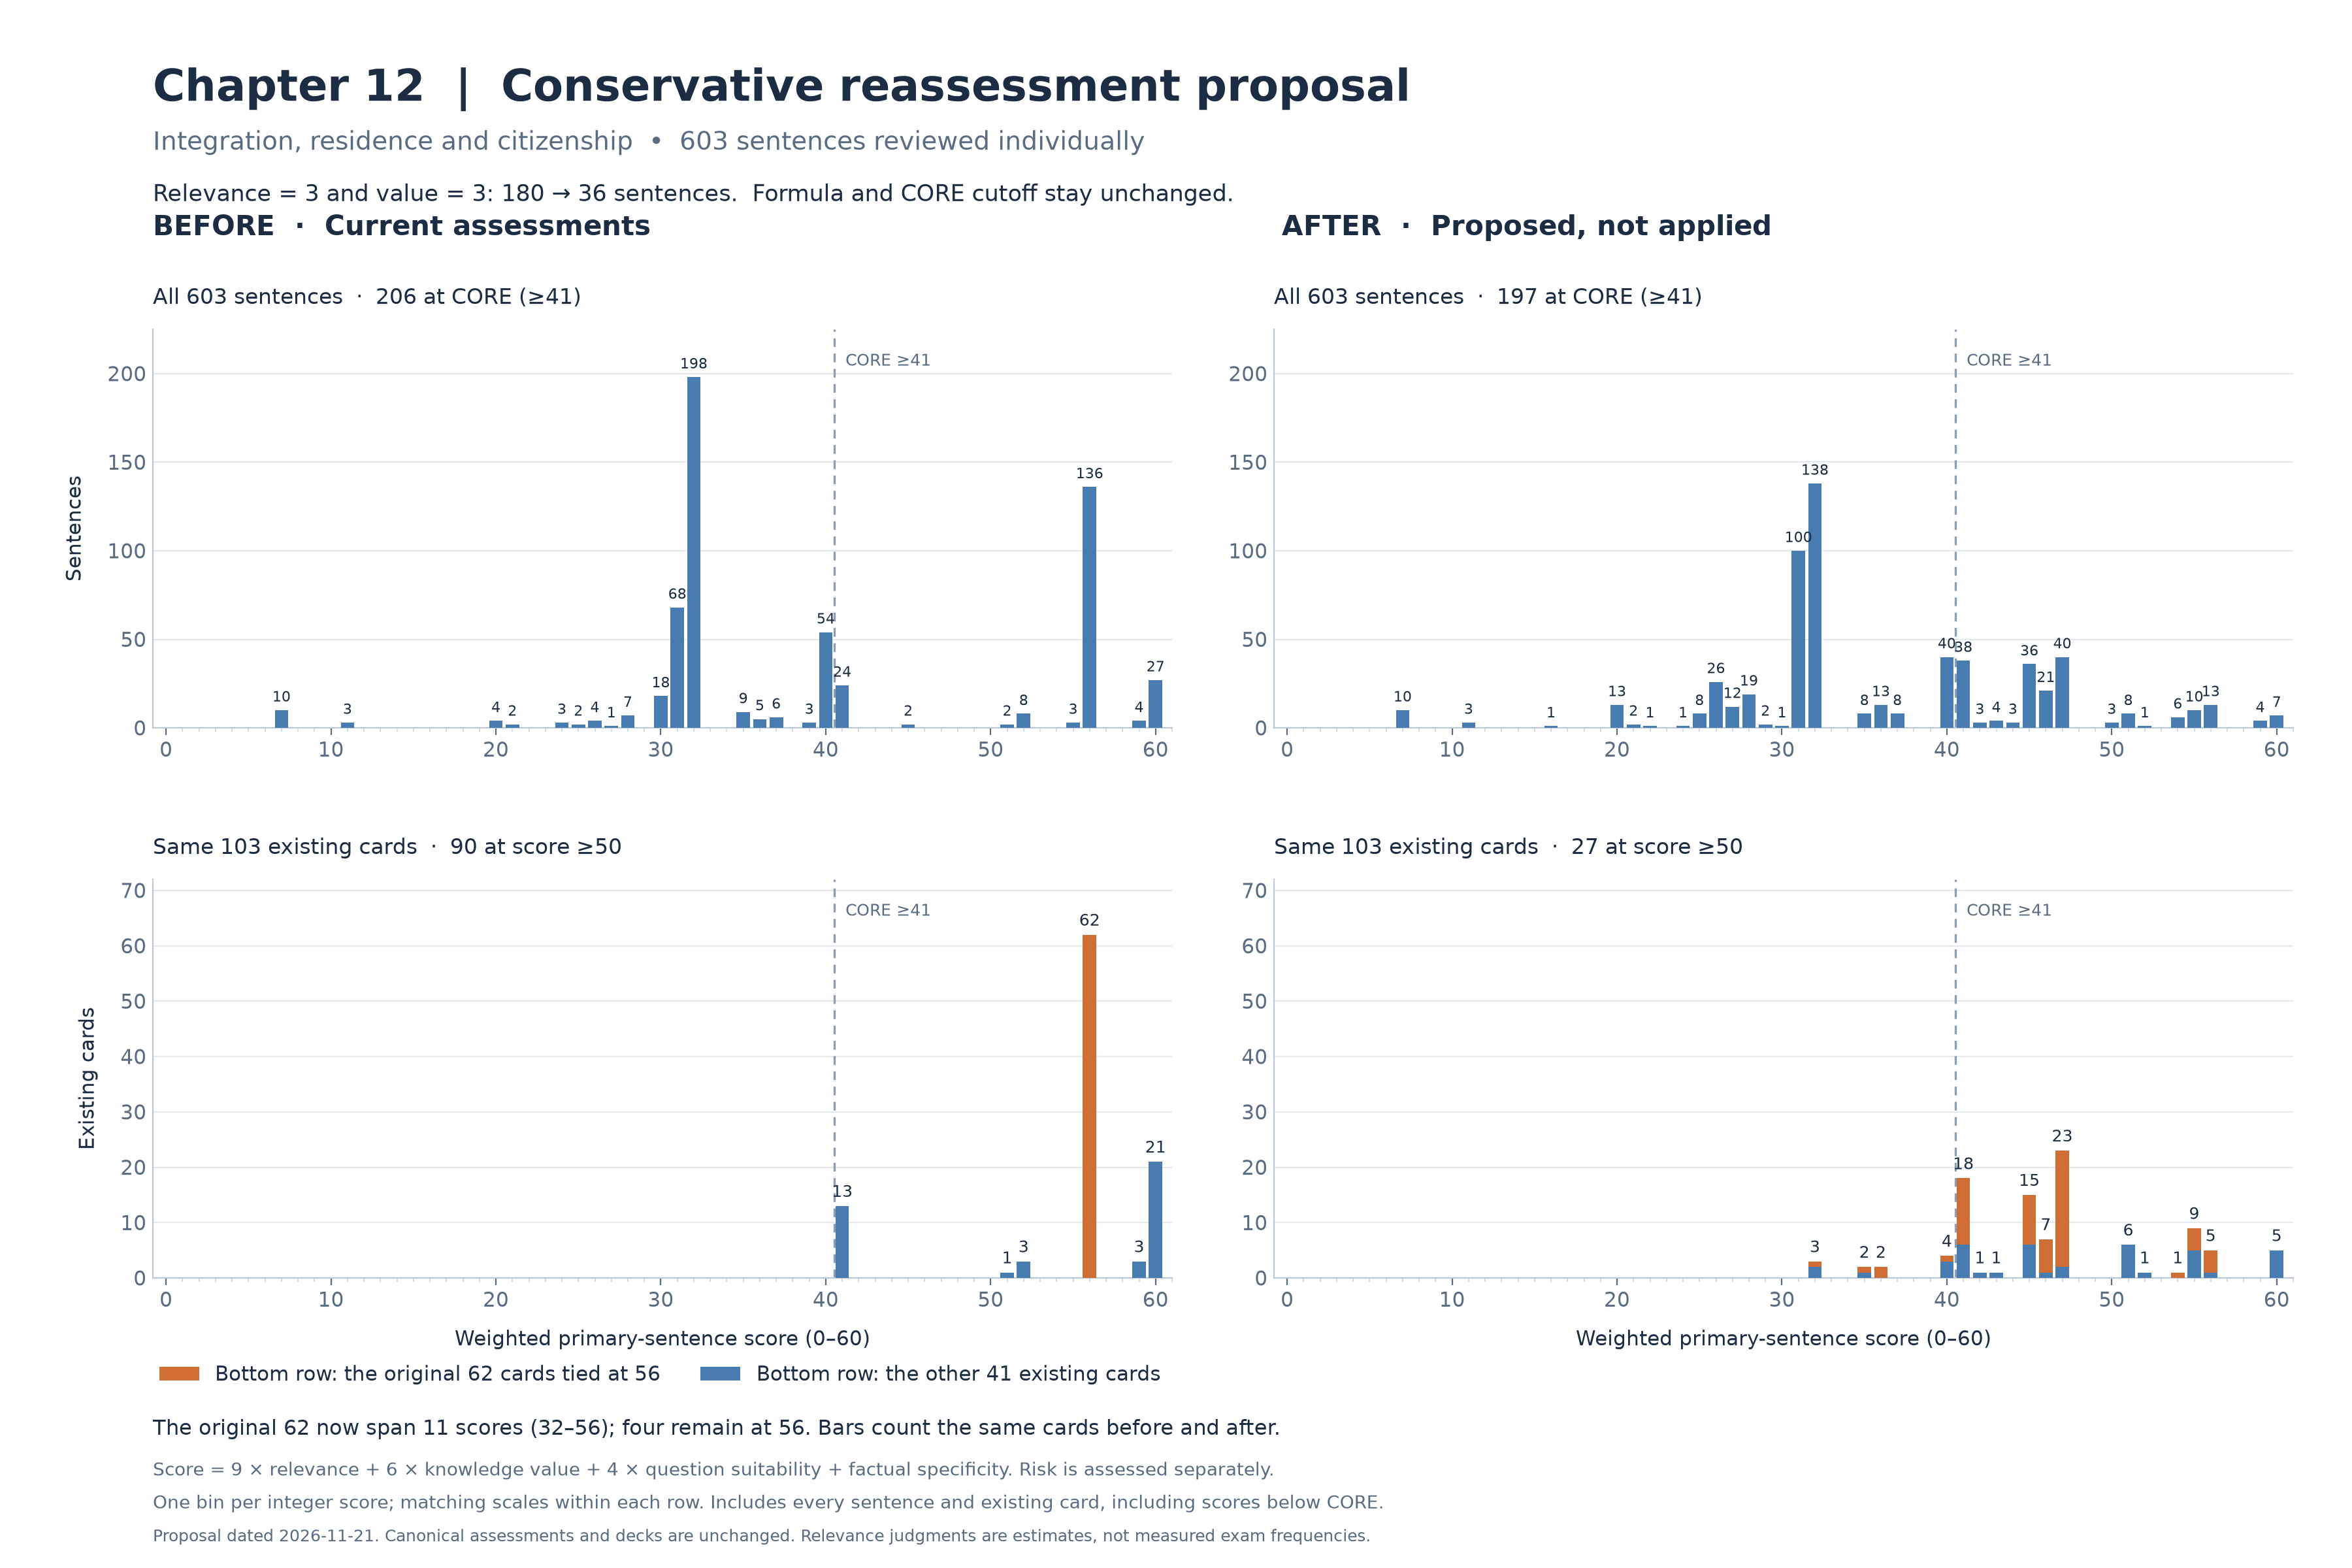 Chapter 12 | Conservative reassessment proposal
Integration, residence and citizenship • 603 sentences reviewed individually
Relevance = 3 and value = 3: 180 → 36 sentences. Formula and CORE cutoff stay unchanged.
BEFORE · Current assessments
All 603 sentences · 206 at CORE (≥41)
CORE ≥41
Sentences
200
150
100
50
0
10 3 4 2 3 2 4 1 7 18 68 198 9 5 6 3 54 24 2 2 8 3 136 4 27
0 10 20 30 40 50 60
AFTER · Proposed, not applied
All 603 sentences · 197 at CORE (≥41)
CORE ≥41
200
150
100
50
0
10 3 1 13 2 1 1 8 26 12 19 2 1 100 138 8 13 8 40 38 3 4 3 36 21 40 3 8 1 6 10 13 4 7
0 10 20 30 40 50 60
Same 103 existing cards · 90 at score ≥50
CORE ≥41
Existing cards
70
60
50
40
30
20
10
0
13 1 3 62 3 21
0 10 20 30 40 50 60
Weighted primary-sentence score (0–60)
Same 103 existing cards · 27 at score ≥50
CORE ≥41
70
60
50
40
30
20
10
0
3 2 2 4 18 1 1 15 7 23 6 1 1 9 5 5
0 10 20 30 40 50 60
Weighted primary-sentence score (0–60)
Bottom row: the original 62 cards tied at 56
Bottom row: the other 41 existing cards
The original 62 now span 11 scores (32–56); four remain at 56. Bars count the same cards before and after.
Score = 9 × relevance + 6 × knowledge value + 4 × question suitability + factual specificity. Risk is assessed separately.
One bin per integer score; matching scales within each row. Includes every sentence and existing card, including scores below CORE.
Proposal dated 2026-11-21. Canonical assessments and decks are unchanged. Relevance judgments are estimates, not measured exam frequencies.